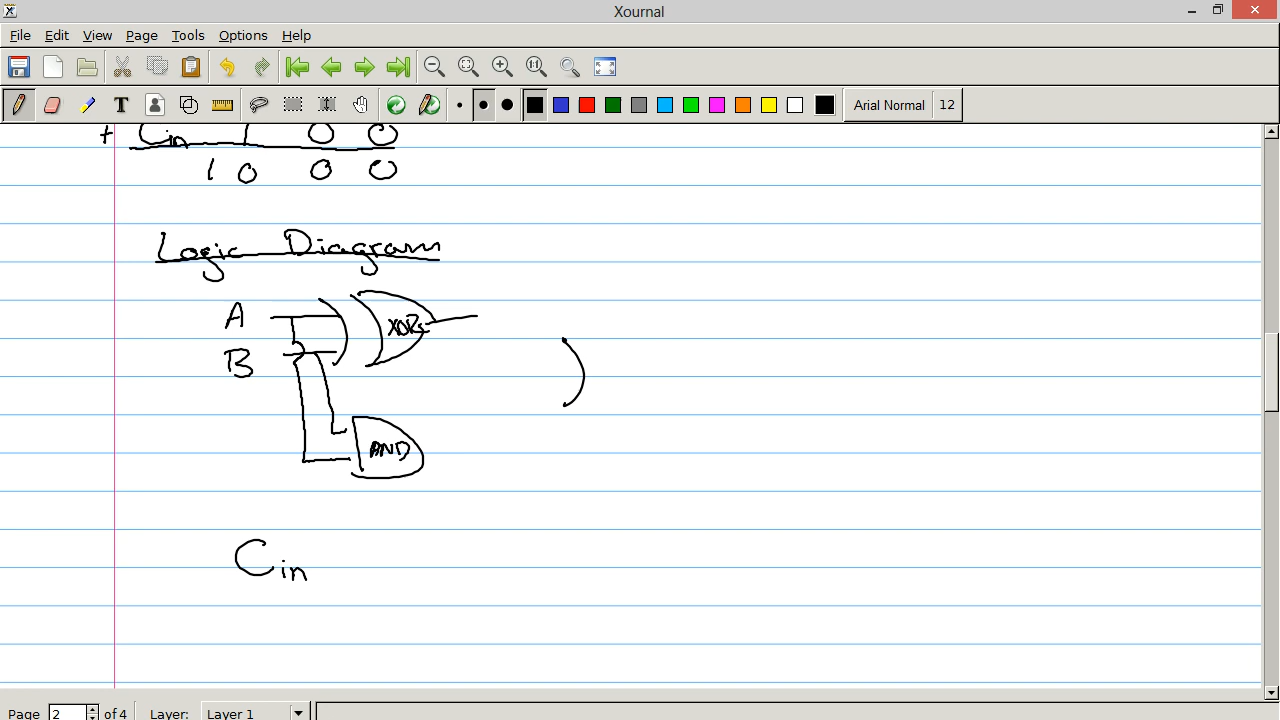 Xournal
File Edit View Page Tools Options Help
Arial Normal 12
+ Cin 1 0 0
1 0 0 0
Logic Diagram
A
XOR
B
AND
Cin
Page 2 of 4 Layer: Layer 1